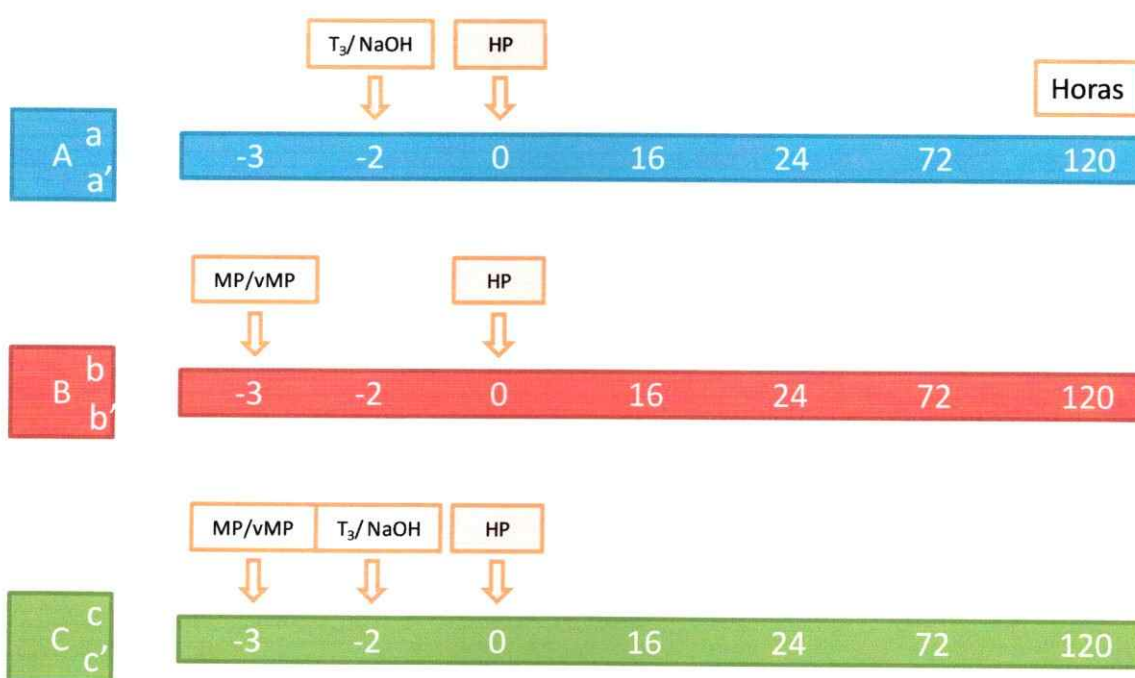 T₃/ NaOH HP
Horas
A a a′ -3 -2 0 16 24 72 120
MP/vMP HP
B b b′ -3 -2 0 16 24 72 120
MP/vMP T₃/ NaOH HP
C c c′ -3 -2 0 16 24 72 120